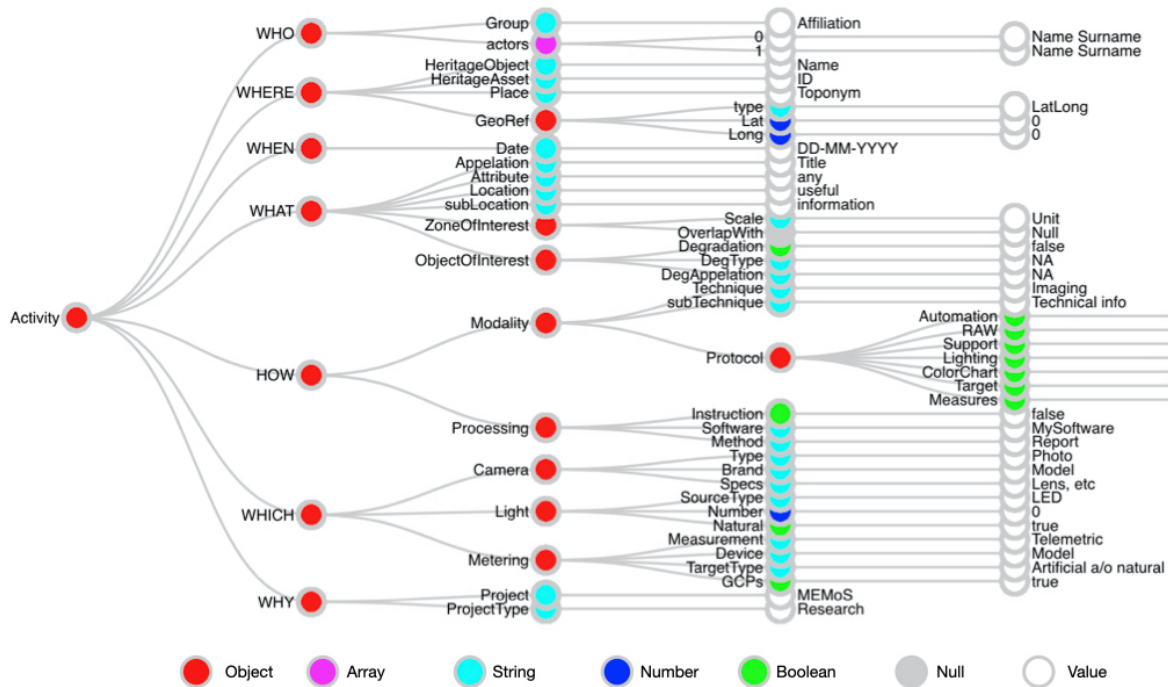 Activity
WHO
WHERE
WHEN
WHAT
HOW
WHICH
WHY
Group
actors
HeritageObject
HeritageAsset
Place
GeoRef
Date
Appelation
Attribute
Location
subLocation
ZoneOfInterest
ObjectOfInterest
Modality
Processing
Camera
Light
Metering
Project
ProjectType
Affiliation
0
1
Name
ID
Toponym
type
Lat
Long
DD-MM-YYYY
Title
any
useful
information
Scale
OverlapWith
Degradation
DegType
DegAppelation
Technique
subTechnique
Protocol
Instruction
Software
Method
Type
Brand
Specs
SourceType
Number
Natural
Measurement
Device
TargetType
GCPs
MEMoS
Research
Name Surname
Name Surname
LatLong
0
0
Unit
Null
false
NA
NA
Imaging
Technical info
Automation
RAW
Support
Lighting
ColorChart
Target
Measures
false
MySoftware
Report
Photo
Model
Lens, etc
LED
0
true
Telemetric
Model
Artificial a/o natural
true
Object Array String Number Boolean Null Value